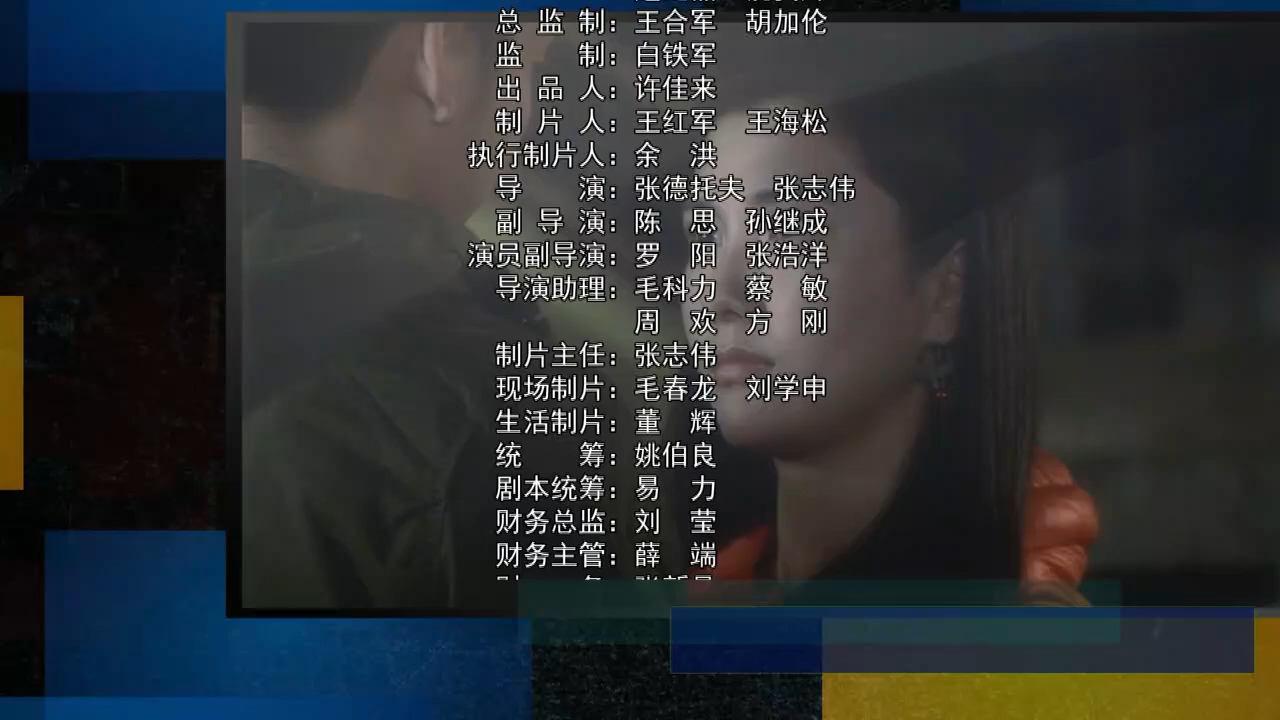 总 监 制：王合军 胡加伦
监 制：白铁军
出 品 人：许佳来
制 片 人：王红军 王海松
执行制片人：余 洪
导 演：张德托夫 张志伟
副 导 演：陈 思 孙继成
演员副导演：罗 阳 张浩洋
导演助理：毛科力 蔡 敏
周 欢 方 刚
制片主任：张志伟
现场制片：毛春龙 刘学申
生活制片：董 辉
统 筹：姚伯良
剧本统筹：易 力
财务总监：刘 莹
财务主管：薛 端